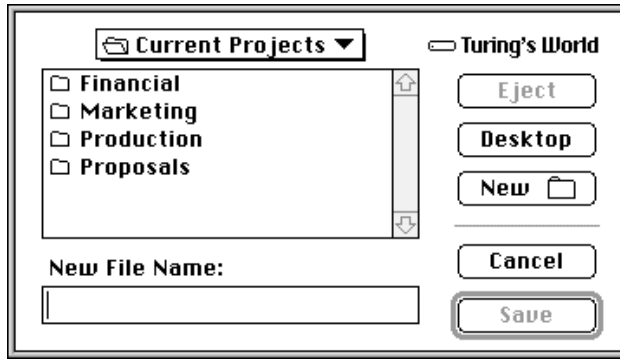 Current Projects
Turing's World
Financial
Marketing
Production
Proposals
Eject
Desktop
New
New File Name:
Cancel
Save